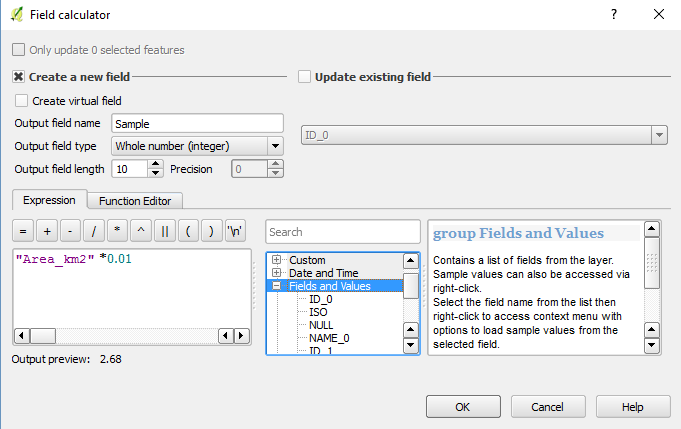 Field calculator
?
Only update 0 selected features
Create a new field
Update existing field
Create virtual field
Output field name Sample
ID_0
Output field type Whole number (integer)
Output field length 10 Precision 0
Expression Function Editor
= + - / * ^ || ( ) '\n'
"Area_km2" *0.01
Output preview: 2.68
Search
Custom
Date and Time
Fields and Values
ID_0
ISO
NULL
NAME_0
ID_1
group Fields and Values
Contains a list of fields from the layer.
Sample values can also be accessed via
right-click.
Select the field name from the list then
right-click to access context menu with
options to load sample values from the
selected field.
OK Cancel Help